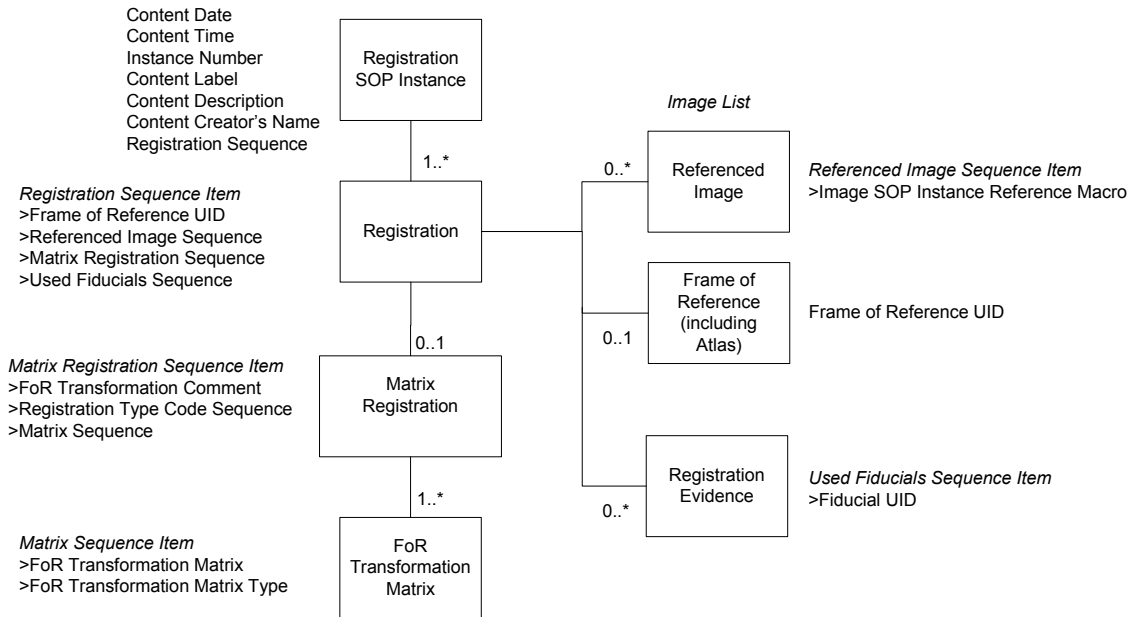 Content Date
Content Time
Instance Number
Content Label
Content Description
Content Creator's Name
Registration Sequence
Registration
SOP Instance
1..*
Image List
Registration Sequence Item
>Frame of Reference UID
>Referenced Image Sequence
>Matrix Registration Sequence
>Used Fiducials Sequence
Registration
0..*
Referenced
Image
Referenced Image Sequence Item
>Image SOP Instance Reference Macro
0..1
Frame of
Reference
(including
Atlas)
Frame of Reference UID
0..1
Matrix Registration Sequence Item
>FoR Transformation Comment
>Registration Type Code Sequence
>Matrix Sequence
Matrix
Registration
0..*
Registration
Evidence
Used Fiducials Sequence Item
>Fiducial UID
1..*
Matrix Sequence Item
>FoR Transformation Matrix
>FoR Transformation Matrix Type
FoR
Transformation
Matrix